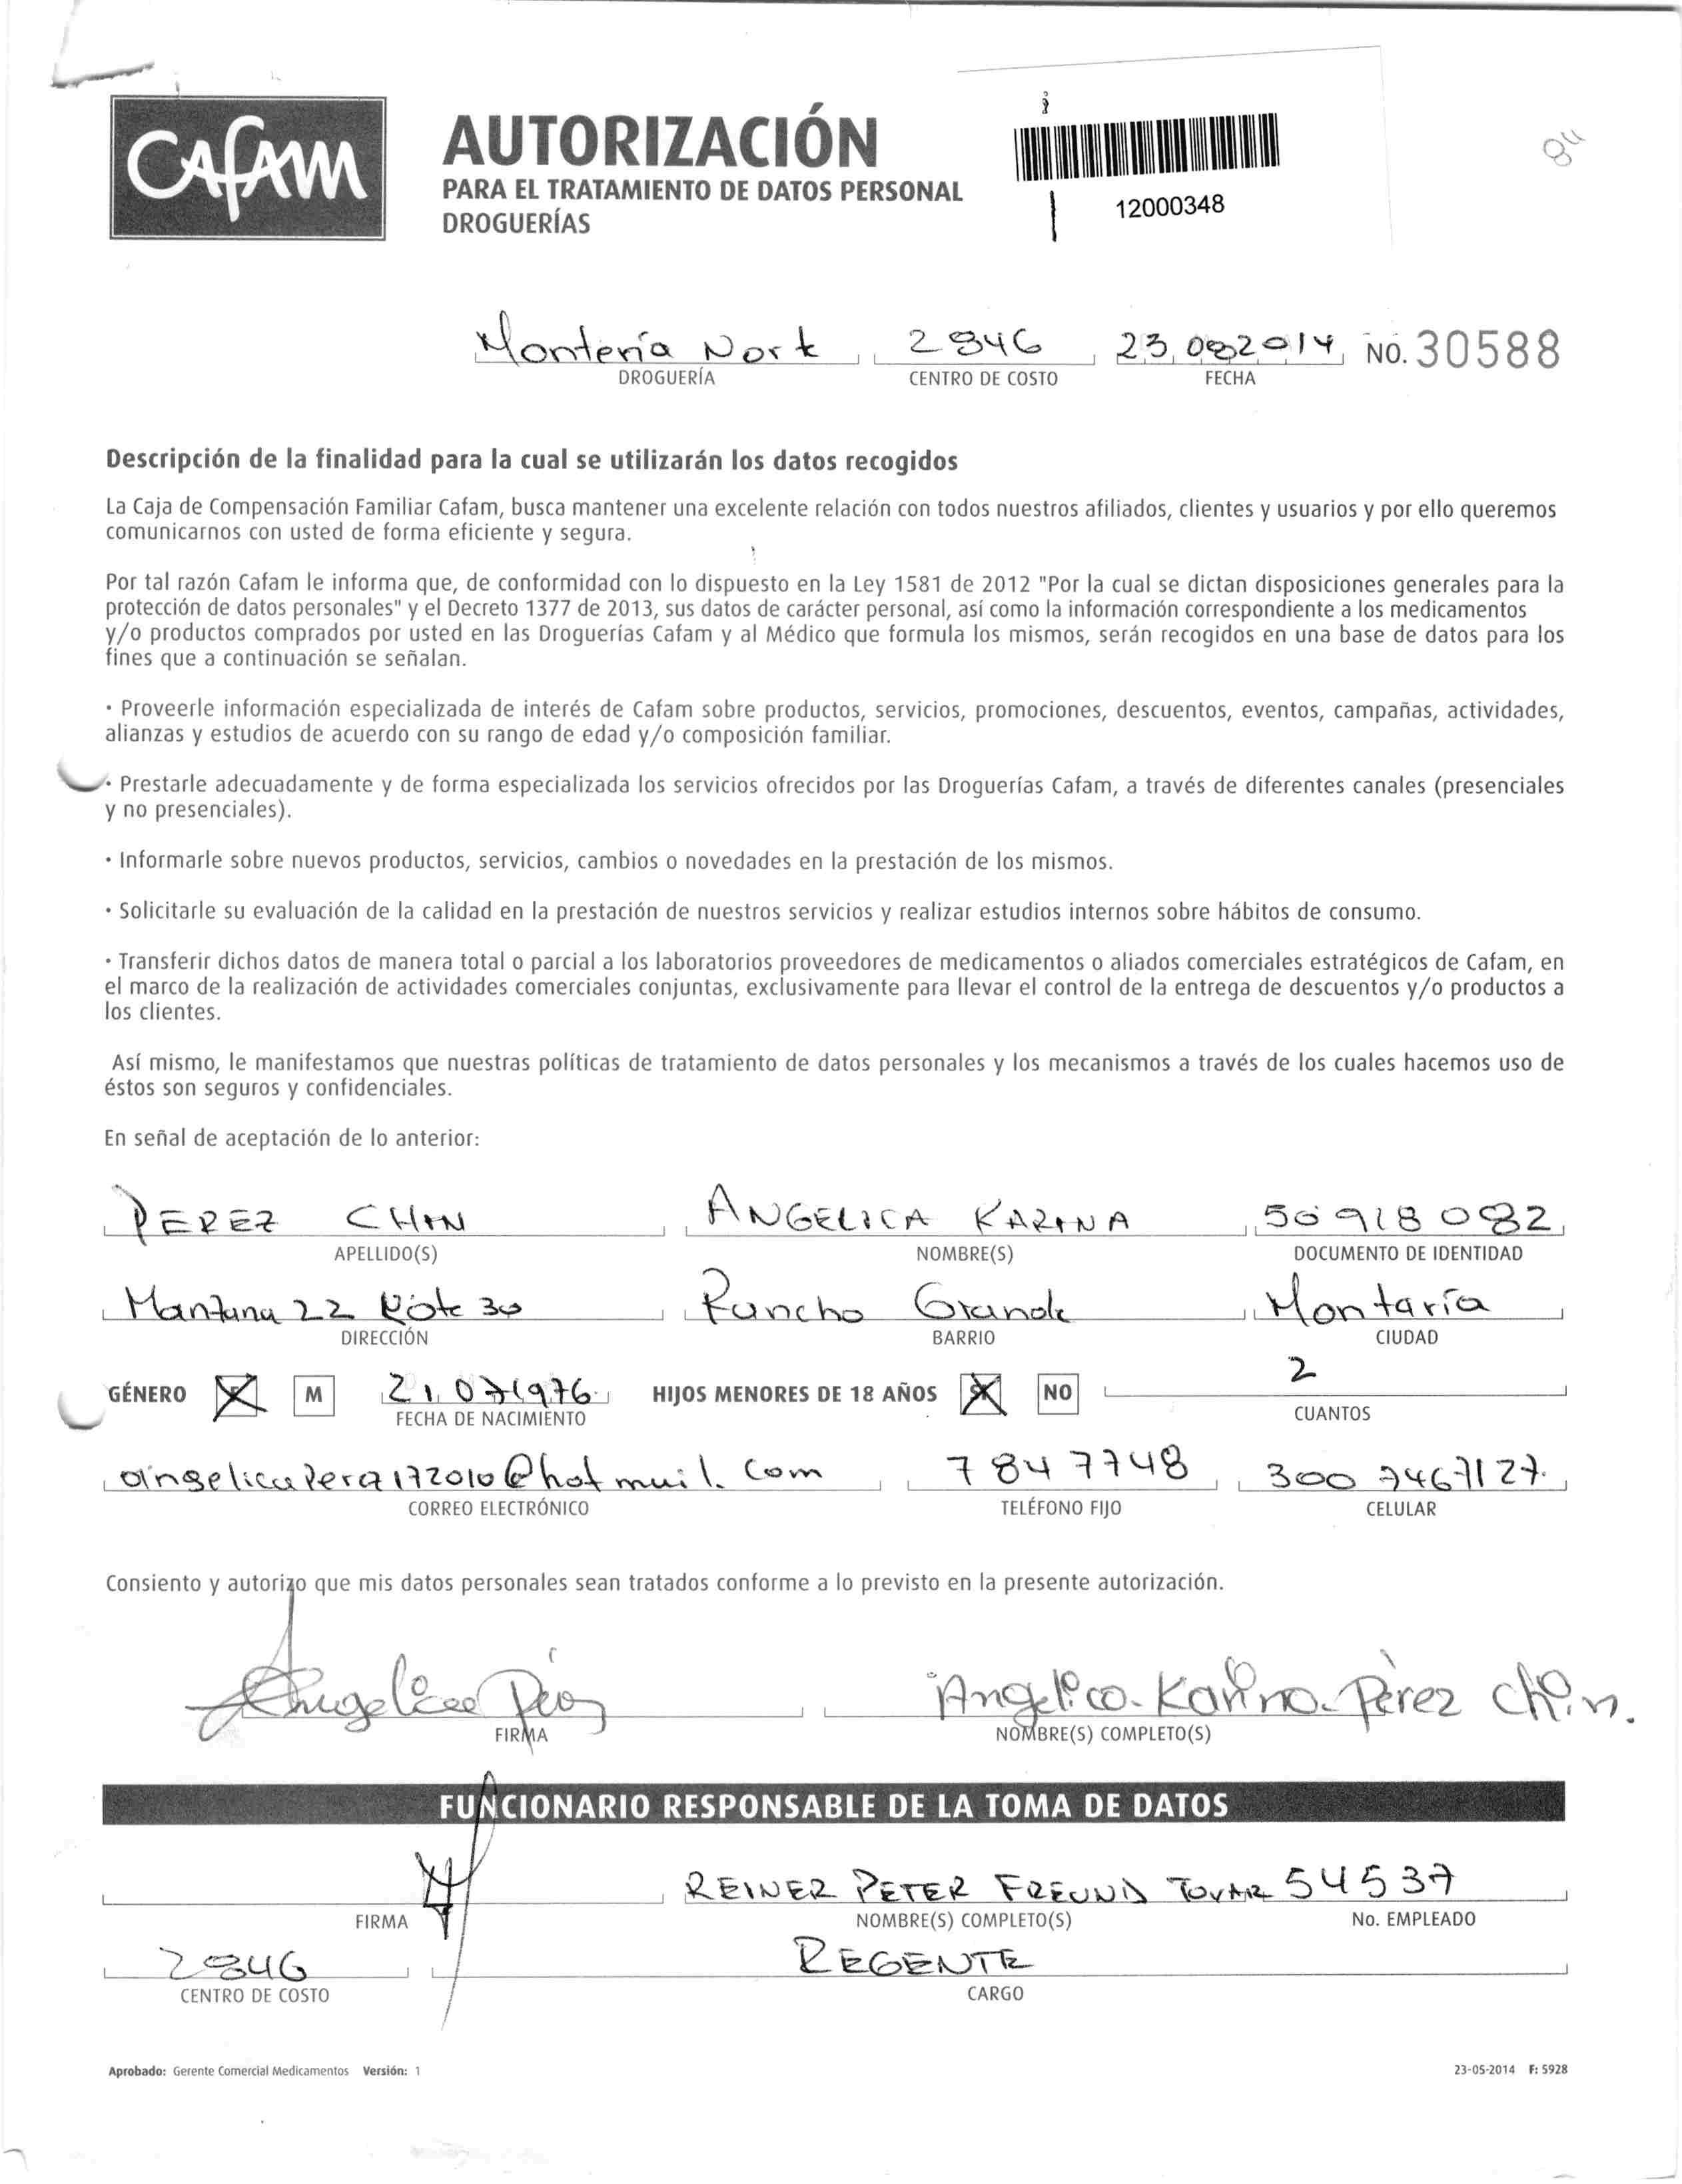 CAFAM
AUTORIZACIÓN
PARA EL TRATAMIENTO DE DATOS PERSONAL
DROGUERÍAS
12000348
84
Montería Nort 2846 23 08 2014 NO. 30588
DROGUERÍA CENTRO DE COSTO FECHA
Descripción de la finalidad para la cual se utilizarán los datos recogidos
La Caja de Compensación Familiar Cafam, busca mantener una excelente relación con todos nuestros afiliados, clientes y usuarios y por ello queremos
comunicarnos con usted de forma eficiente y segura.
Por tal razón Cafam le informa que, de conformidad con lo dispuesto en la Ley 1581 de 2012 "Por la cual se dictan disposiciones generales para la
protección de datos personales" y el Decreto 1377 de 2013, sus datos de carácter personal, así como la información correspondiente a los medicamentos
y/o productos comprados por usted en las Droguerías Cafam y al Médico que formula los mismos, serán recogidos en una base de datos para los
fines que a continuación se señalan.
· Proveerle información especializada de interés de Cafam sobre productos, servicios, promociones, descuentos, eventos, campañas, actividades,
alianzas y estudios de acuerdo con su rango de edad y/o composición familiar.
· Prestarle adecuadamente y de forma especializada los servicios ofrecidos por las Droguerías Cafam, a través de diferentes canales (presenciales
y no presenciales).
· Informarle sobre nuevos productos, servicios, cambios o novedades en la prestación de los mismos.
· Solicitarle su evaluación de la calidad en la prestación de nuestros servicios y realizar estudios internos sobre hábitos de consumo.
· Transferir dichos datos de manera total o parcial a los laboratorios proveedores de medicamentos o aliados comerciales estratégicos de Cafam, en
el marco de la realización de actividades comerciales conjuntas, exclusivamente para llevar el control de la entrega de descuentos y/o productos a
los clientes.
Así mismo, le manifestamos que nuestras políticas de tratamiento de datos personales y los mecanismos a través de los cuales hacemos uso de
éstos son seguros y confidenciales.
En señal de aceptación de lo anterior:
PEREZ CHIN ANGELICA KARINA 50918082
APELLIDO(S) NOMBRE(S) DOCUMENTO DE IDENTIDAD
Manzana 22 Lote 30 Rancho Grande Montaría
DIRECCIÓN BARRIO CIUDAD
GÉNERO M 21 07 1976 HIJOS MENORES DE 18 AÑOS NO 2
FECHA DE NACIMIENTO CUANTOS
angelicaperez172010@hotmail.com 7847748 300 7467127
CORREO ELECTRÓNICO TELÉFONO FIJO CELULAR
Consiento y autorizo que mis datos personales sean tratados conforme a lo previsto en la presente autorización.
Angelica Karina Pérez Chin.
FIRMA NOMBRE(S) COMPLETO(S)
FUNCIONARIO RESPONSABLE DE LA TOMA DE DATOS
REINER PETER FREUND TOVAR 54537
FIRMA NOMBRE(S) COMPLETO(S) No. EMPLEADO
2846 REGENTE
CENTRO DE COSTO CARGO
Aprobado: Gerente Comercial Medicamentos Versión: 1 23-05-2014 F: 5928